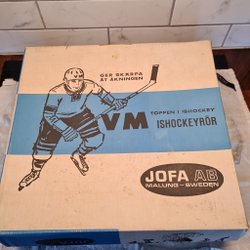 GER SKÄRPA
ÅT ÅKNINGEN
VM
TOPPEN I ISHOCKEY
ISHOCKEYRÖR
JOFA AB
MALUNG – SWEDEN